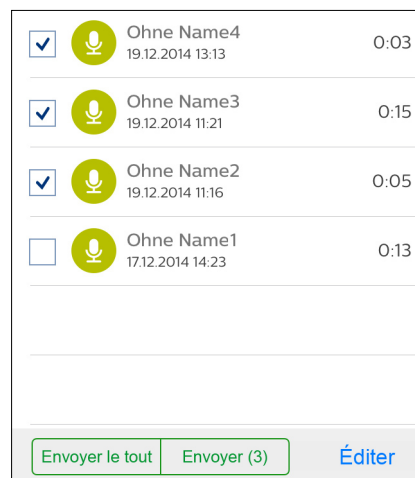 Ohne Name4
19.12.2014 13:13
0:03
Ohne Name3
19.12.2014 11:21
0:15
Ohne Name2
19.12.2014 11:16
0:05
Ohne Name1
17.12.2014 14:23
0:13
Envoyer le tout
Envoyer (3)
Éditer